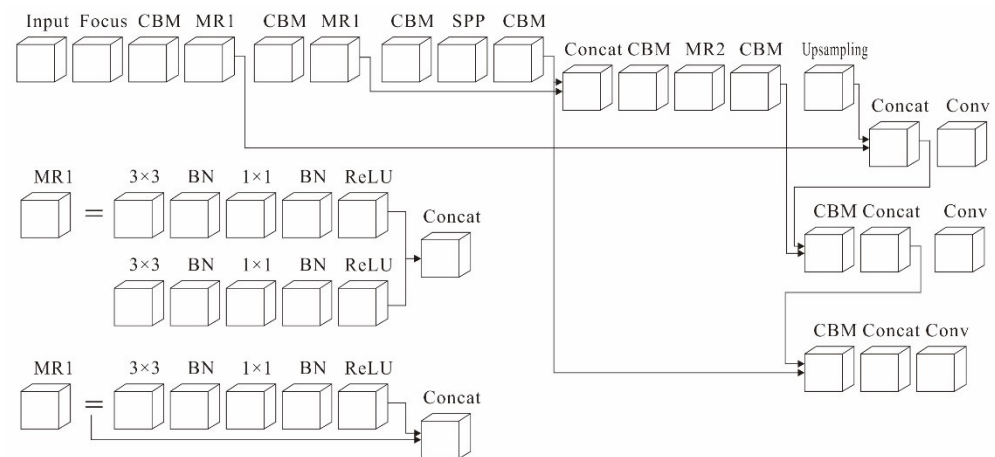 Input Focus CBM MR1 CBM MR1 CBM SPP CBM
Concat CBM MR2 CBM Upsampling
Concat Conv
MR1 = 3×3 BN 1×1 BN ReLU
Concat
CBM Concat Conv
3×3 BN 1×1 BN ReLU
CBM Concat Conv
MR1 = 3×3 BN 1×1 BN ReLU
Concat